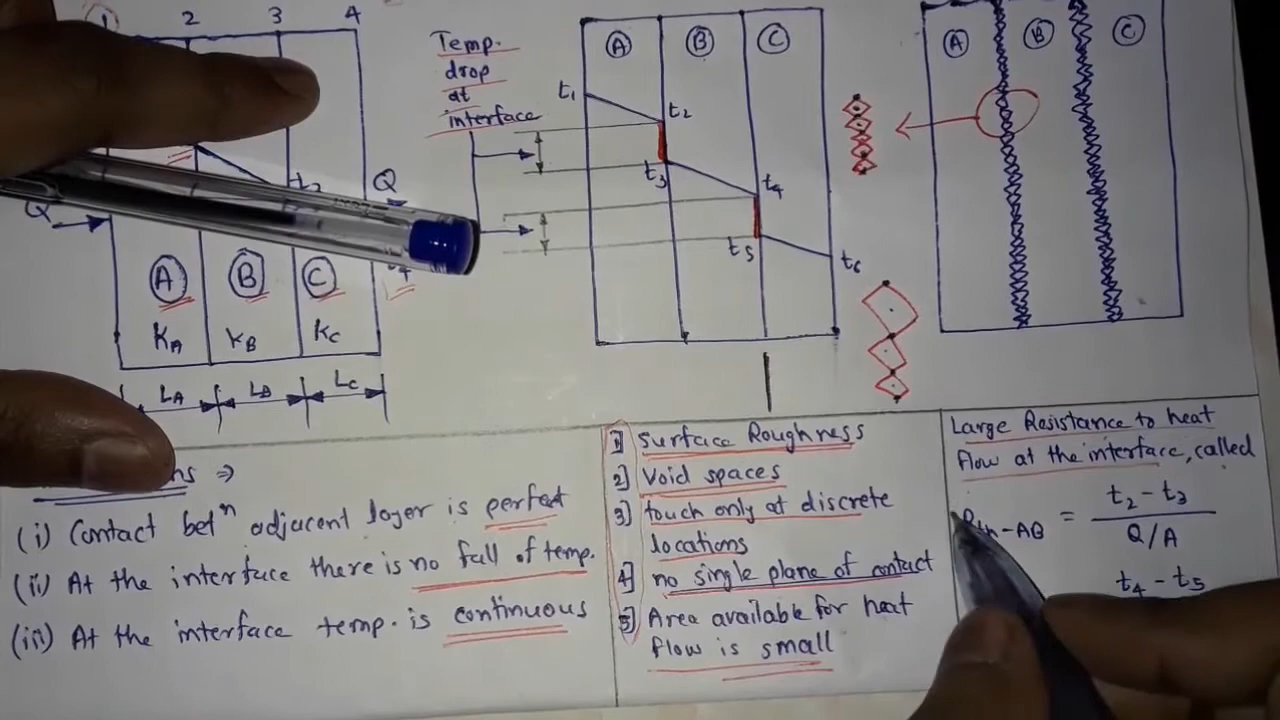 1 2 3 4
Q
Q
A B C
KA KB KC
LA LB LC
Temp.
drop
at
interface
A B C
t1
t2
t3
t4
t5
t6
A B C
(i) Contact betn adjacent layer is perfect
(ii) At the interface there is no fall of temp.
(iii) At the interface temp. is continuous
1] Surface Roughness
2] Void spaces
3] touch only at discrete
locations
4] no single plane of contact
5] Area available for heat
flow is small
Large Resistance to heat
flow at the interface, called
= t2 - t3
Q/A
t4 - t5